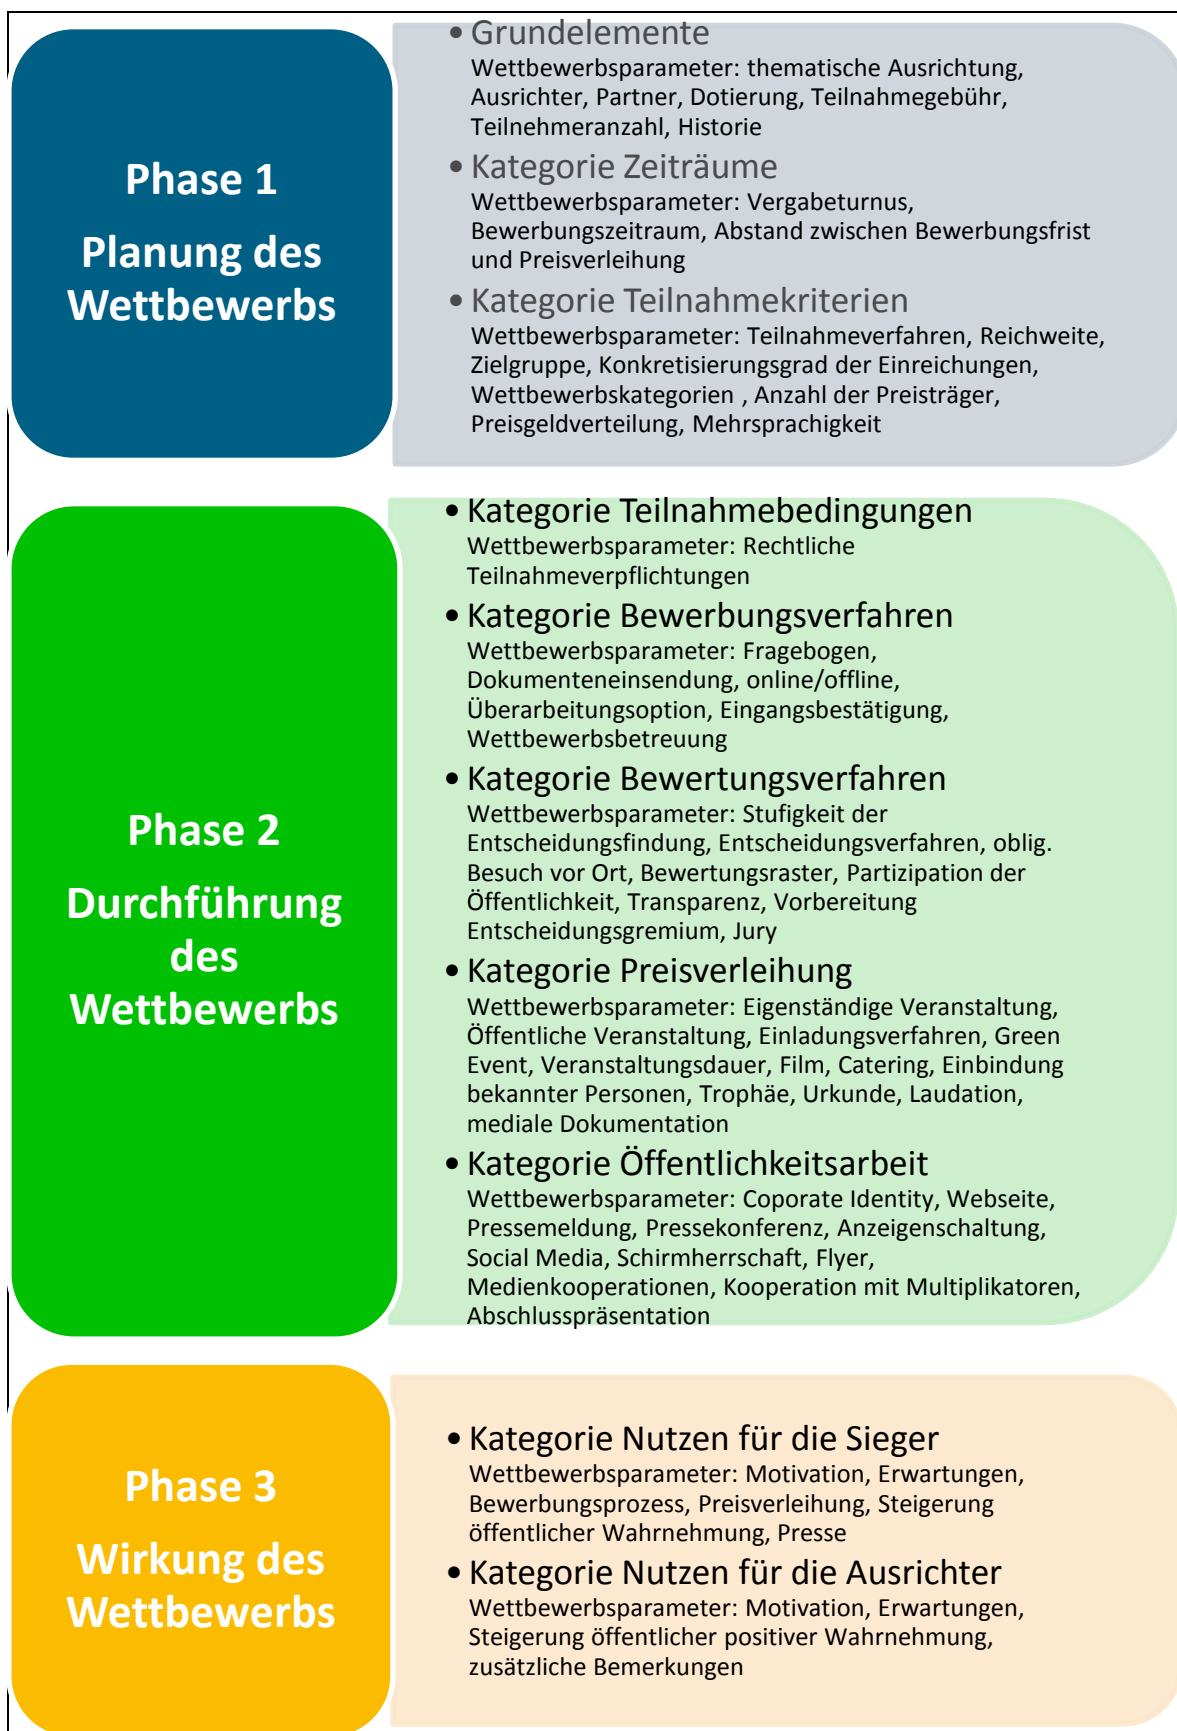 Phase 1
Planung des
Wettbewerbs
• Grundelemente
Wettbewerbsparameter: thematische Ausrichtung,
Ausrichter, Partner, Dotierung, Teilnahmegebühr,
Teilnehmeranzahl, Historie
• Kategorie Zeiträume
Wettbewerbsparameter: Vergabeturnus,
Bewerbungszeitraum, Abstand zwischen Bewerbungsfrist
und Preisverleihung
• Kategorie Teilnahmekriterien
Wettbewerbsparameter: Teilnahmeverfahren, Reichweite,
Zielgruppe, Konkretisierungsgrad der Einreichungen,
Wettbewerbskategorien , Anzahl der Preisträger,
Preisgeldverteilung, Mehrsprachigkeit
Phase 2
Durchführung
des
Wettbewerbs
• Kategorie Teilnahmebedingungen
Wettbewerbsparameter: Rechtliche
Teilnahmeverpflichtungen
• Kategorie Bewerbungsverfahren
Wettbewerbsparameter: Fragebogen,
Dokumenteneinsendung, online/offline,
Überarbeitungsoption, Eingangsbestätigung,
Wettbewerbsbetreuung
• Kategorie Bewertungsverfahren
Wettbewerbsparameter: Stufigkeit der
Entscheidungsfindung, Entscheidungsverfahren, oblig.
Besuch vor Ort, Bewertungsraster, Partizipation der
Öffentlichkeit, Transparenz, Vorbereitung
Entscheidungsgremium, Jury
• Kategorie Preisverleihung
Wettbewerbsparameter: Eigenständige Veranstaltung,
Öffentliche Veranstaltung, Einladungsverfahren, Green
Event, Veranstaltungsdauer, Film, Catering, Einbindung
bekannter Personen, Trophäe, Urkunde, Laudation,
mediale Dokumentation
• Kategorie Öffentlichkeitsarbeit
Wettbewerbsparameter: Coporate Identity, Webseite,
Pressemeldung, Pressekonferenz, Anzeigenschaltung,
Social Media, Schirmherrschaft, Flyer,
Medienkooperationen, Kooperation mit Multiplikatoren,
Abschlusspräsentation
Phase 3
Wirkung des
Wettbewerbs
• Kategorie Nutzen für die Sieger
Wettbewerbsparameter: Motivation, Erwartungen,
Bewerbungsprozess, Preisverleihung, Steigerung
öffentlicher Wahrnehmung, Presse
• Kategorie Nutzen für die Ausrichter
Wettbewerbsparameter: Motivation, Erwartungen,
Steigerung öffentlicher positiver Wahrnehmung,
zusätzliche Bemerkungen